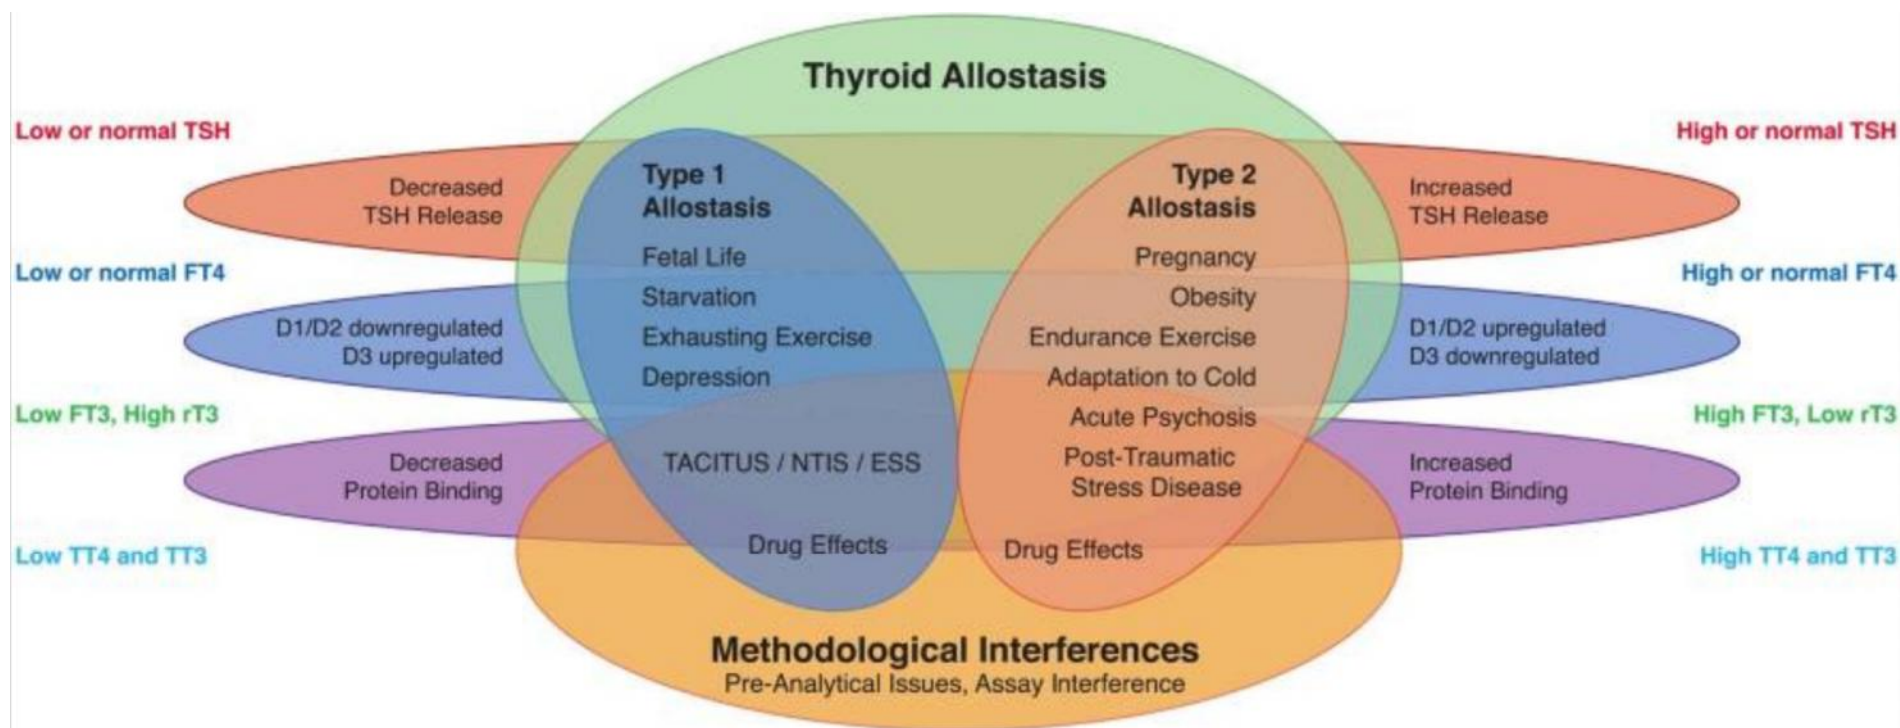 Thyroid Allostasis
Low or normal TSH
High or normal TSH
Decreased
TSH Release
Type 1
Allostasis
Type 2
Allostasis
Increased
TSH Release
Low or normal FT4
High or normal FT4
Fetal Life
Starvation
Exhausting Exercise
Depression
Pregnancy
Obesity
Endurance Exercise
Adaptation to Cold
Acute Psychosis
Post-Traumatic
Stress Disease
D1/D2 downregulated
D3 upregulated
D1/D2 upregulated
D3 downregulated
Low FT3, High rT3
High FT3, Low rT3
Decreased
Protein Binding
TACITUS / NTIS / ESS
Increased
Protein Binding
Drug Effects
Drug Effects
Low TT4 and TT3
High TT4 and TT3
Methodological Interferences
Pre-Analytical Issues, Assay Interference